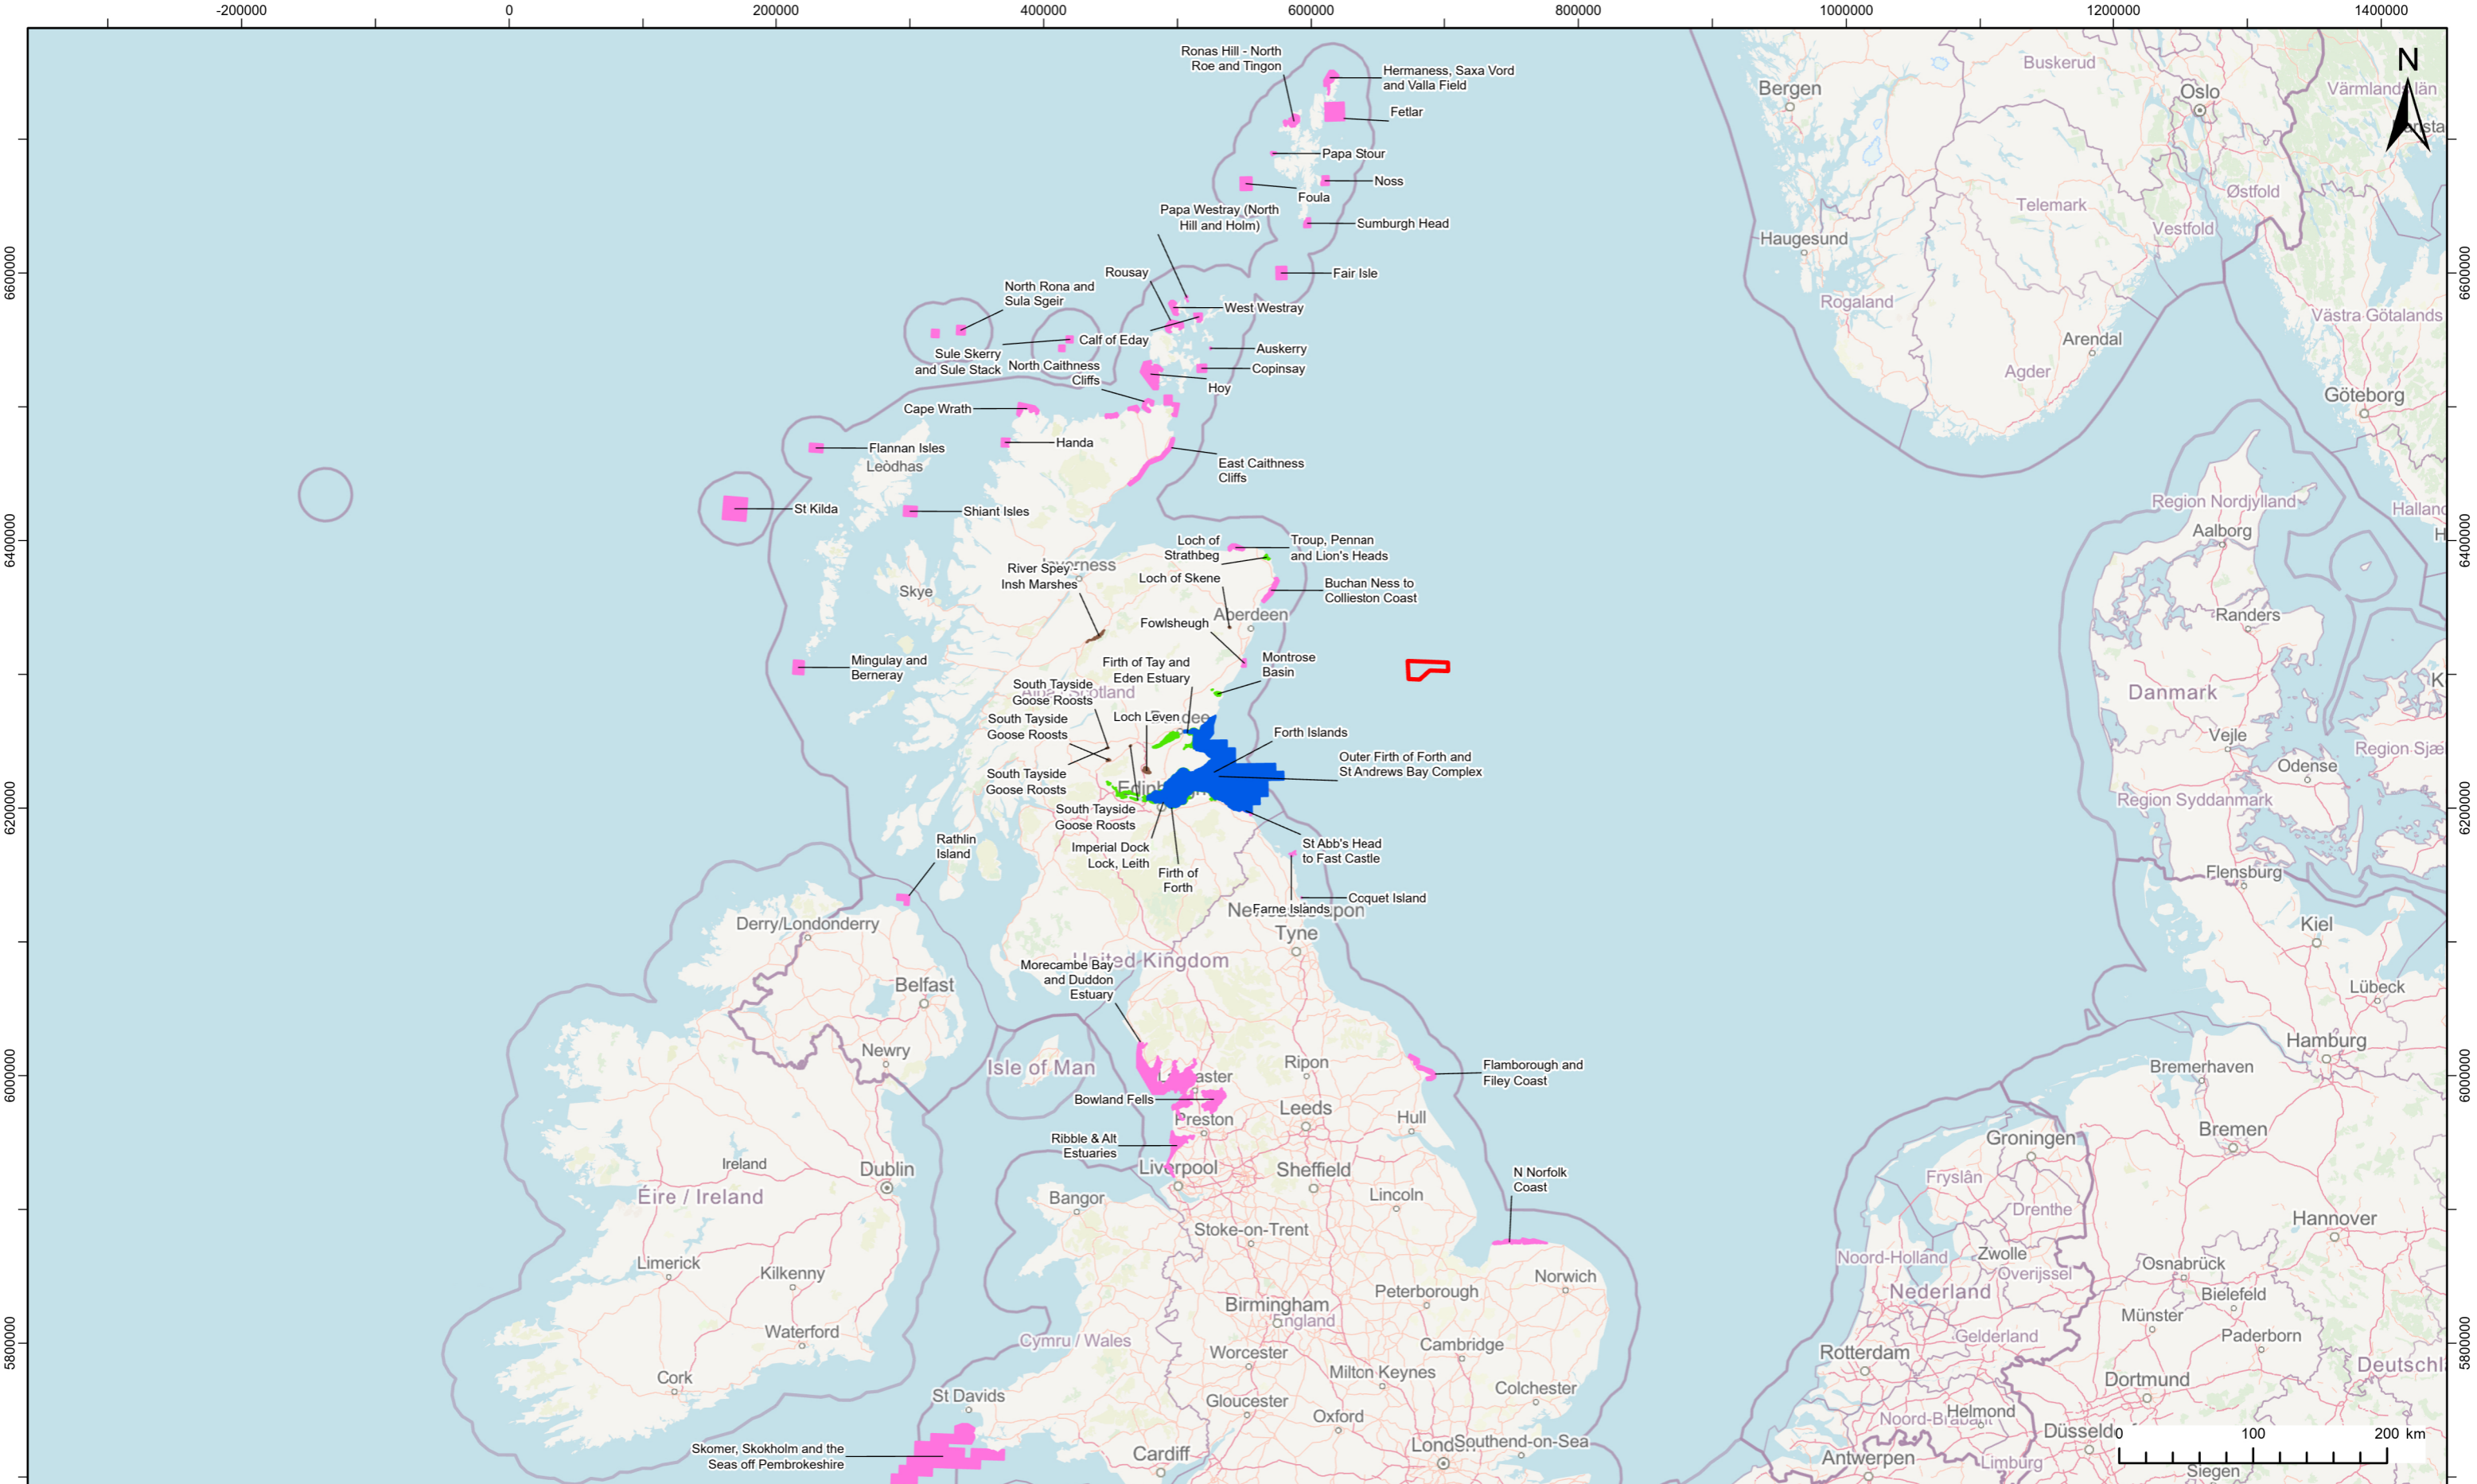 -200000
0
200000
400000
600000
800000
1000000
1200000
1400000
N
Ronas Hill - North
Roe and Tingon
Hermaness, Saxa Vord
and Valla Field
Fetlar
Papa Stour
Noss
Foula
Papa Westray (North
Hill and Holm)
Sumburgh Head
Fair Isle
Rousay
North Rona and
Sula Sgeir
West Westray
Calf of Eday
Sule Skerry
and Sule Stack
Auskerry
North Caithness
Cliffs
Copinsay
Hoy
Cape Wrath
Flannan Isles
Handa
Leòdhas
East Caithness
Cliffs
St Kilda
Shiant Isles
Loch of
Strathbeg
Troup, Pennan
and Lion's Heads
River Spey -
Insh Marshes
Inverness
Loch of Skene
Buchan Ness to
Collieston Coast
Skye
Aberdeen
Fowlsheugh
Mingulay and
Berneray
Firth of Tay and
Eden Estuary
Montrose
Basin
South Tayside
Goose Roosts
South Tayside
Goose Roosts
Loch Leven
Forth Islands
Outer Firth of Forth and
St Andrews Bay Complex
South Tayside
Goose Roosts
South Tayside
Goose Roosts
Imperial Dock
Lock, Leith
Firth of
Forth
St Abb's Head
to Fast Castle
Rathlin
Island
Coquet Island
Farne Islands
Tyne
Derry/Londonderry
Belfast
Newry
United Kingdom
Morecambe Bay
and Duddon
Estuary
Isle of Man
Ripon
Flamborough and
Filey Coast
Bowland Fells
Preston
Leeds
Hull
Ribble & Alt
Estuaries
Liverpool
Sheffield
Ireland
Dublin
Éire / Ireland
Bangor
Lincoln
N Norfolk
Coast
Stoke-on-Trent
Limerick
Kilkenny
Waterford
Cork
Peterborough
Norwich
Birmingham
England
Cymru / Wales
Worcester
Cambridge
Milton Keynes
St Davids
Gloucester
Colchester
Oxford
Skomer, Skokholm and the
Seas off Pembrokeshire
Cardiff
London
Southend-on-Sea
Bergen
Buskerud
Oslo
Telemark
Østfold
Vestfold
Haugesund
Rogaland
Arendal
Agder
Västra Götalands
Göteborg
Region Nordjylland
Aalborg
Randers
Danmark
Vejle
Odense
Region Syddanmark
Flensburg
Kiel
Lübeck
Hamburg
Bremerhaven
Groningen
Bremen
Fryslân
Drenthe
Hannover
Noord-Holland
Zwolle
Overijssel
Osnabrück
Nederland
Bielefeld
Münster
Gelderland
Paderborn
Rotterdam
Dortmund
Noord-Brabant
Helmond
Antwerpen
Limburg
Siegen
0 100 200 km
6600000
6400000
6200000
6000000
5800000
6600000
6400000
6200000
6000000
5800000